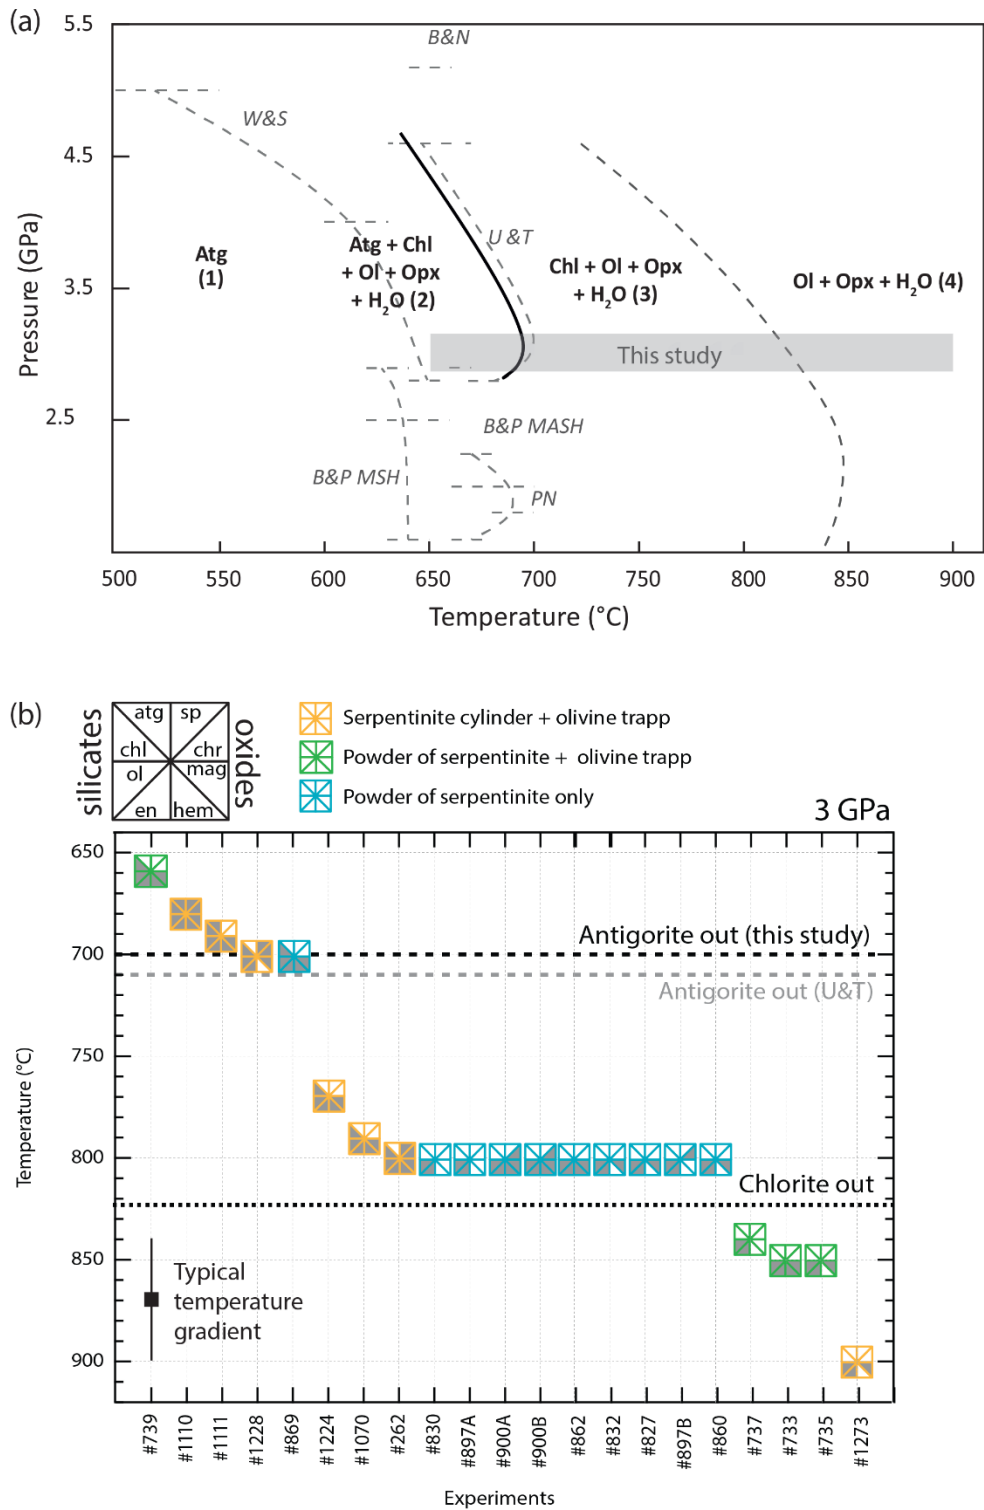 (a)
5.5
4.5
3.5
2.5
Pressure (GPa)
B&N
W&S
U &T
Atg
(1)
Atg + Chl
+ Ol + Opx
+ H₂O (2)
Chl + Ol + Opx
+ H₂O (3)
Ol + Opx + H₂O (4)
This study
B&P MASH
B&P MSH
PN
500 550 600 650 700 750 800 850 900
Temperature (°C)
(b)
silicates
oxides
atg sp
chl chr
ol mag
en hem
Serpentinite cylinder + olivine trapp
Powder of serpentinite + olivine trapp
Powder of serpentinite only
3 GPa
650
700
750
800
850
900
Temperature (°C)
Antigorite out (this study)
Antigorite out (U&T)
Chlorite out
Typical
temperature
gradient
#739
#1110
#1111
#1228
#869
#1224
#1070
#262
#830
#897A
#900A
#900B
#862
#832
#827
#897B
#860
#737
#733
#735
#1273
Experiments